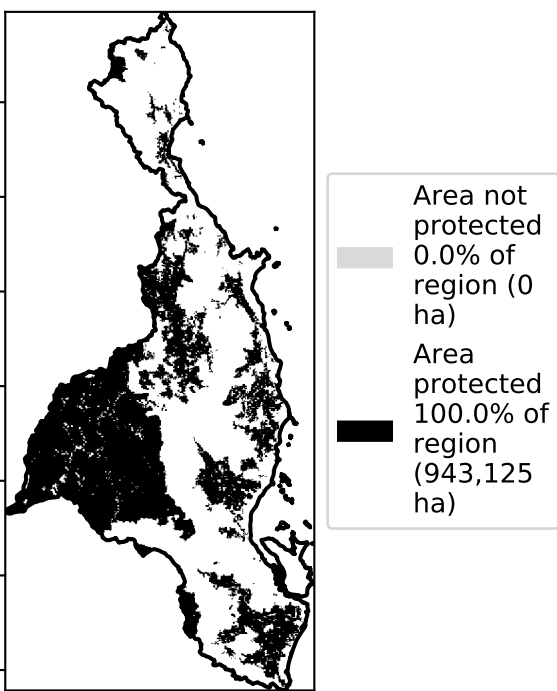 Area not
protected
0.0% of
region (0
ha)
Area
protected
100.0% of
region
(943,125
ha)